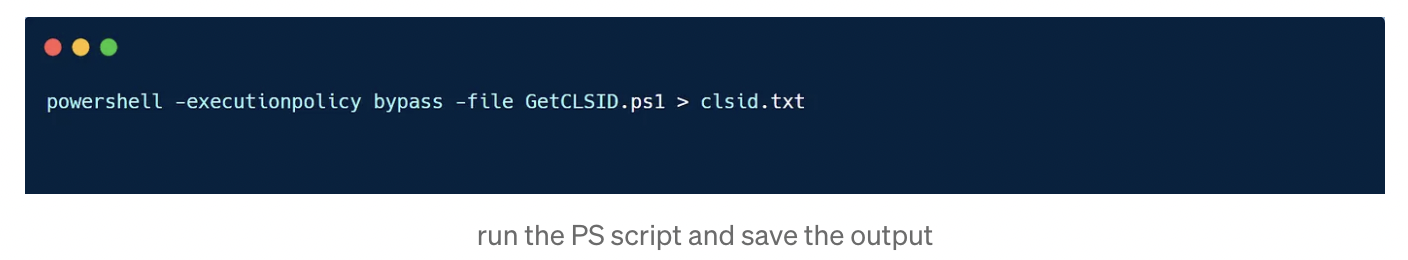 powershell -executionpolicy bypass -file GetCLSID.ps1 > clsid.txt
run the PS script and save the output